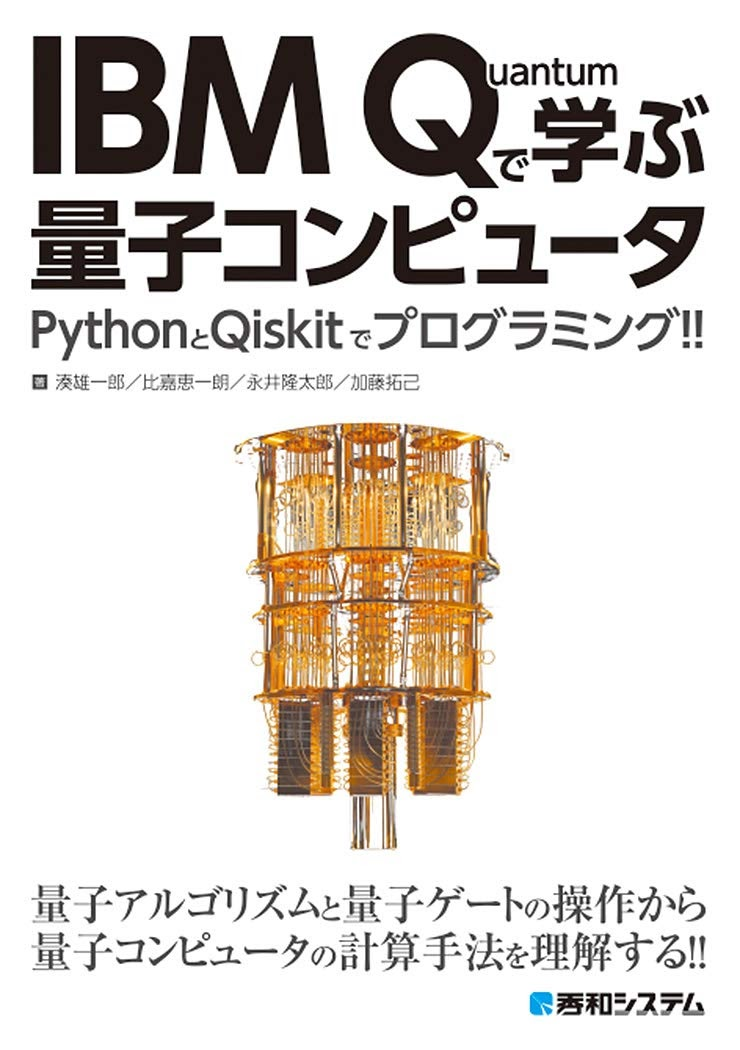 IBM Quantumで学ぶ
量子コンピュータ
PythonとQiskitでプログラミング!!
著 湊雄一郎／比嘉恵一朗／永井隆太郎／加藤拓己
量子アルゴリズムと量子ゲートの操作から
量子コンピュータの計算手法を理解する!!
秀和システム